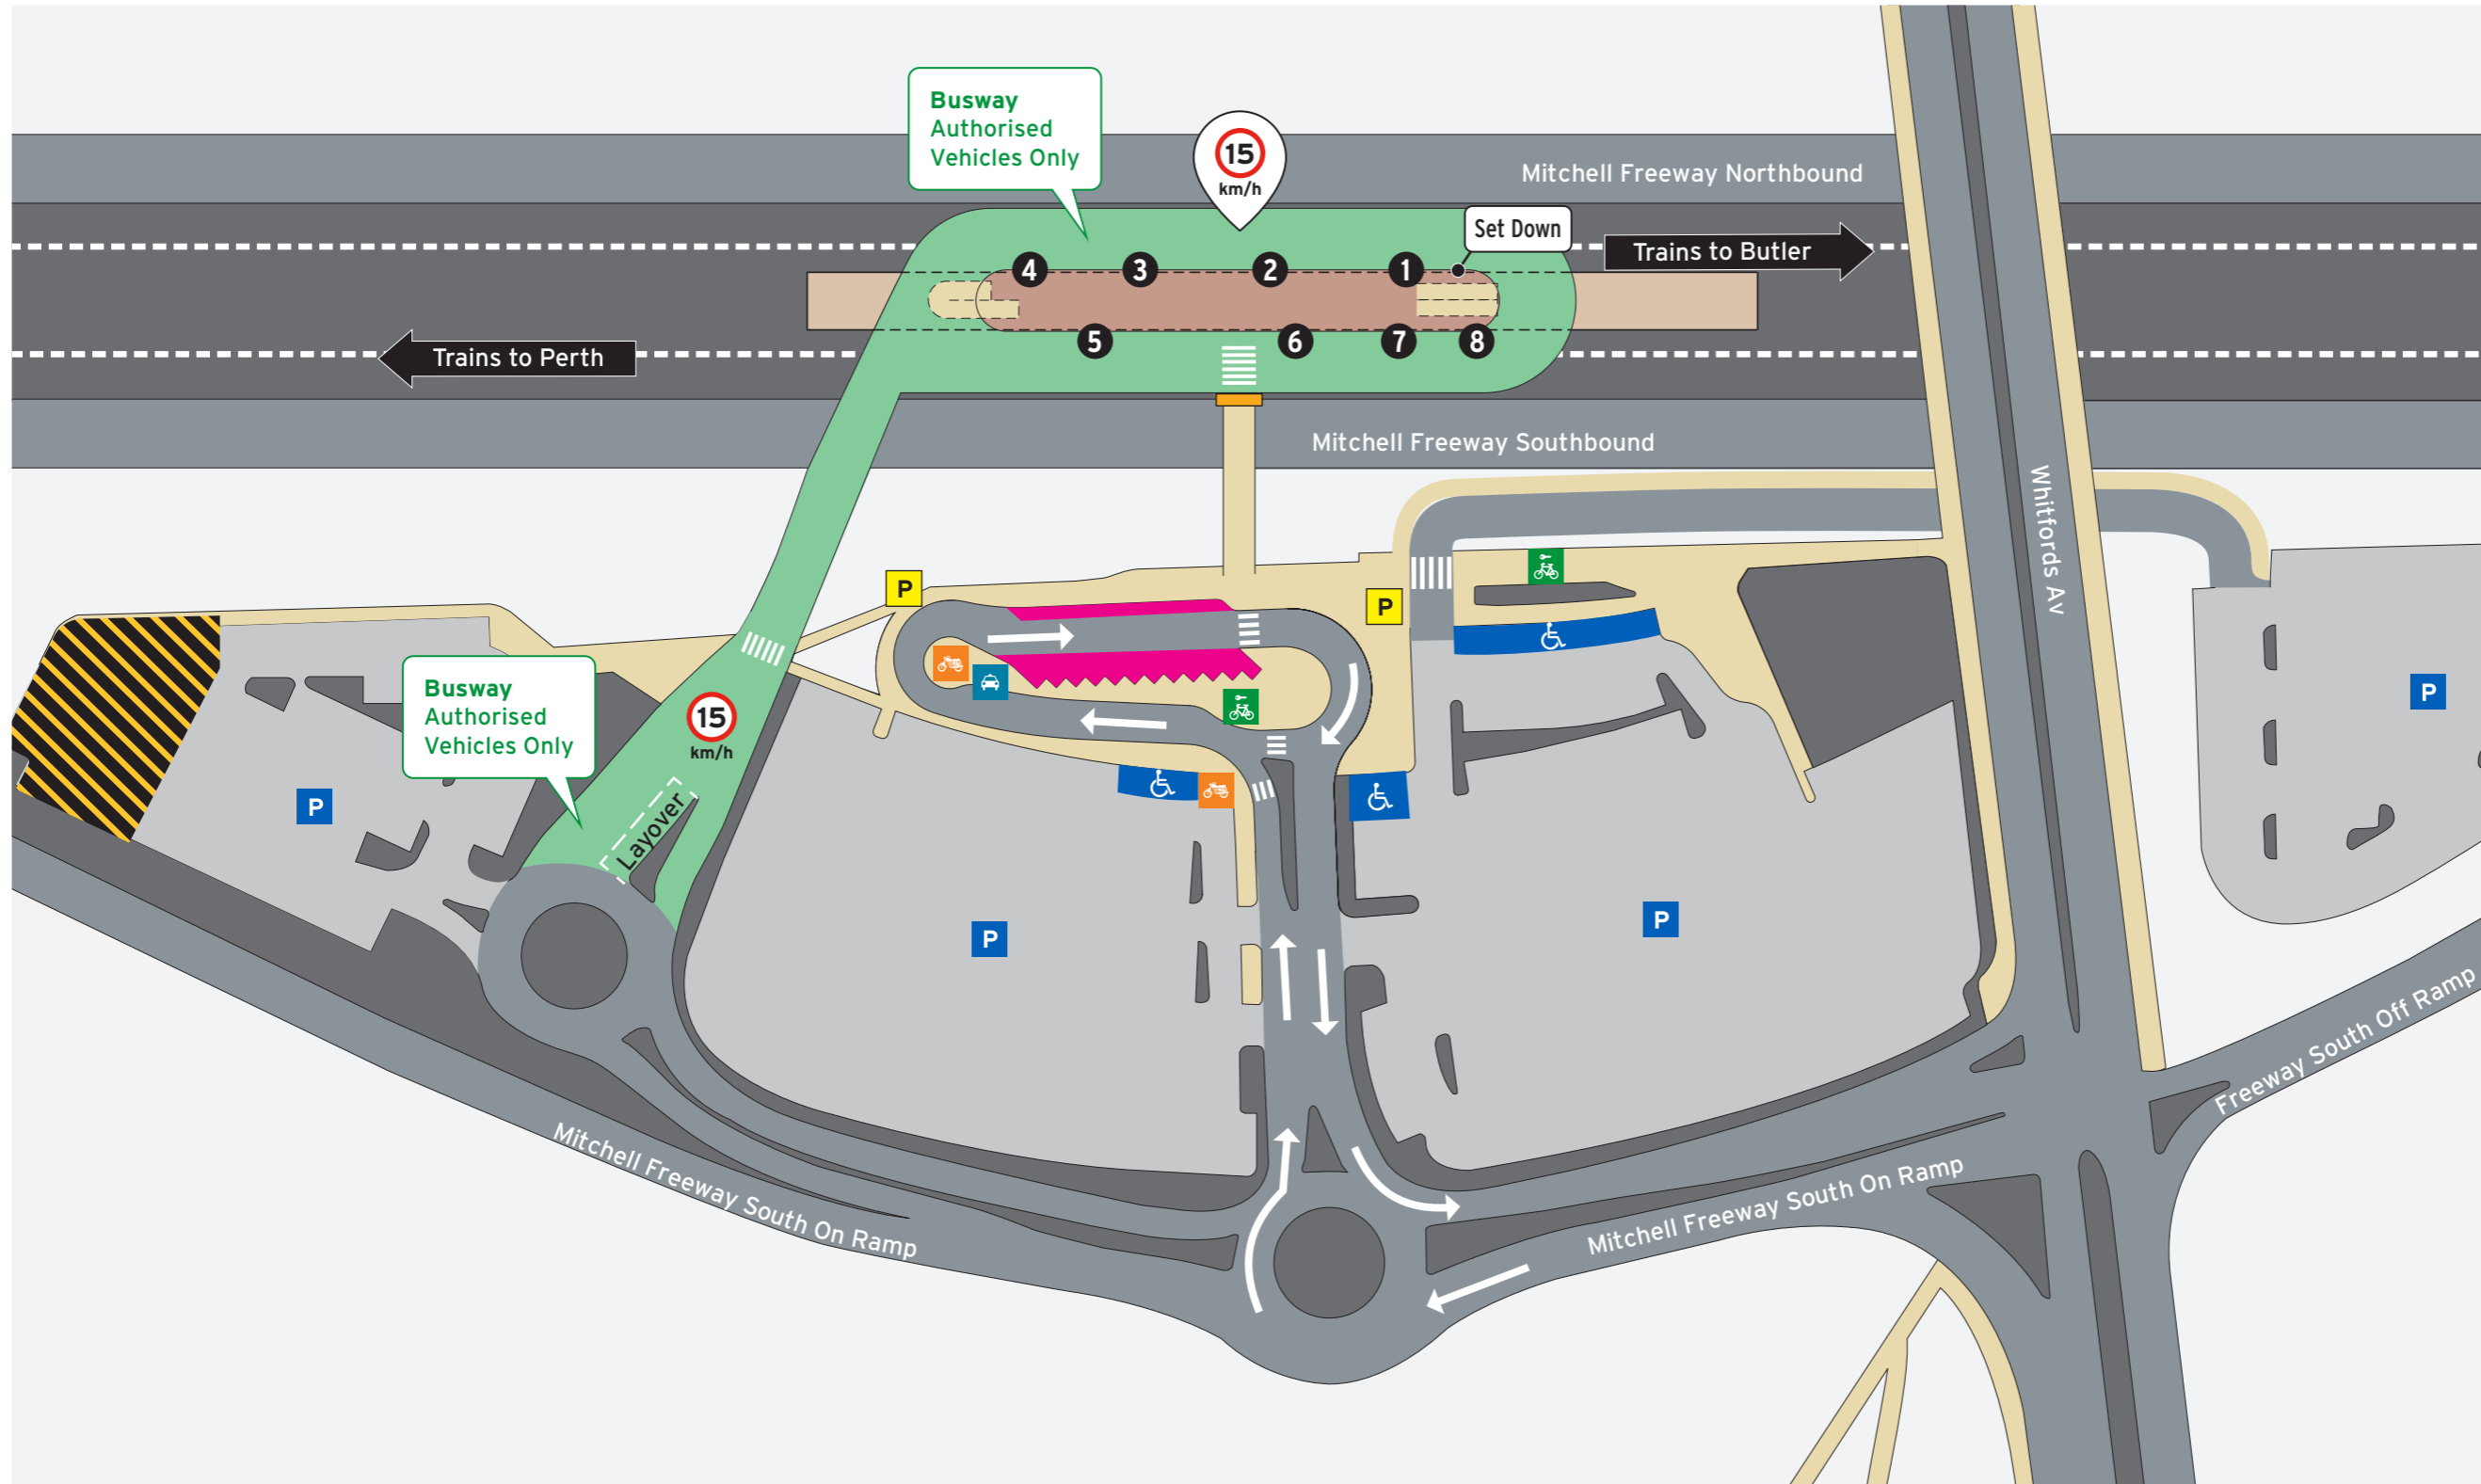 Busway
Authorised
Vehicles Only
15
km/h
Mitchell Freeway Northbound
Set Down
Trains to Butler
4
3
2
1
5
6
7
8
Trains to Perth
Mitchell Freeway Southbound
Whitfords Av
P
P
Busway
Authorised
Vehicles Only
15
km/h
Layover
P
P
P
P
Freeway South Off Ramp
Mitchell Freeway South On Ramp
Mitchell Freeway South On Ramp